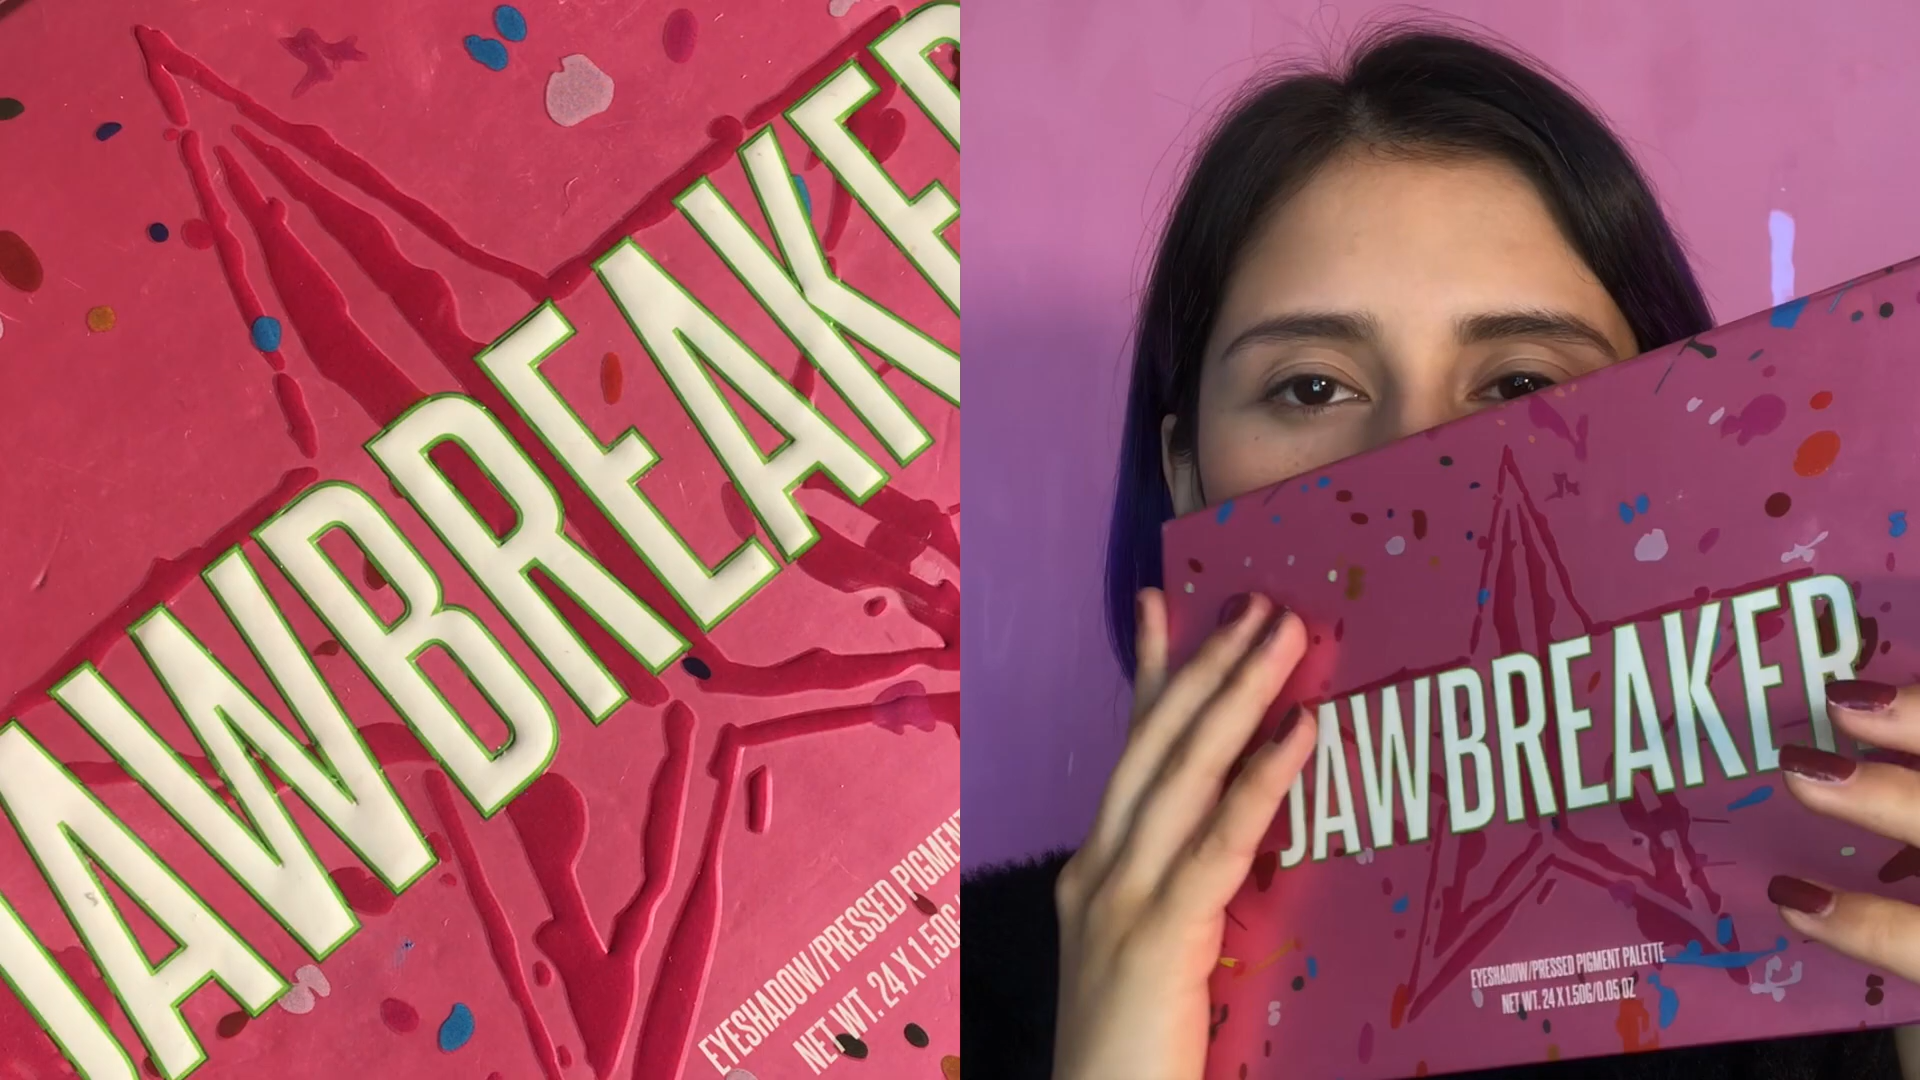 JAWBREAKER
EYESHADOW/PRESSED PIGMENT
NET WT. 24 X 1.50G
JAWBREAKER
EYESHADOW/PRESSED PIGMENT PALETTE
NET WT. 24 X 1.50G/0.05 OZ